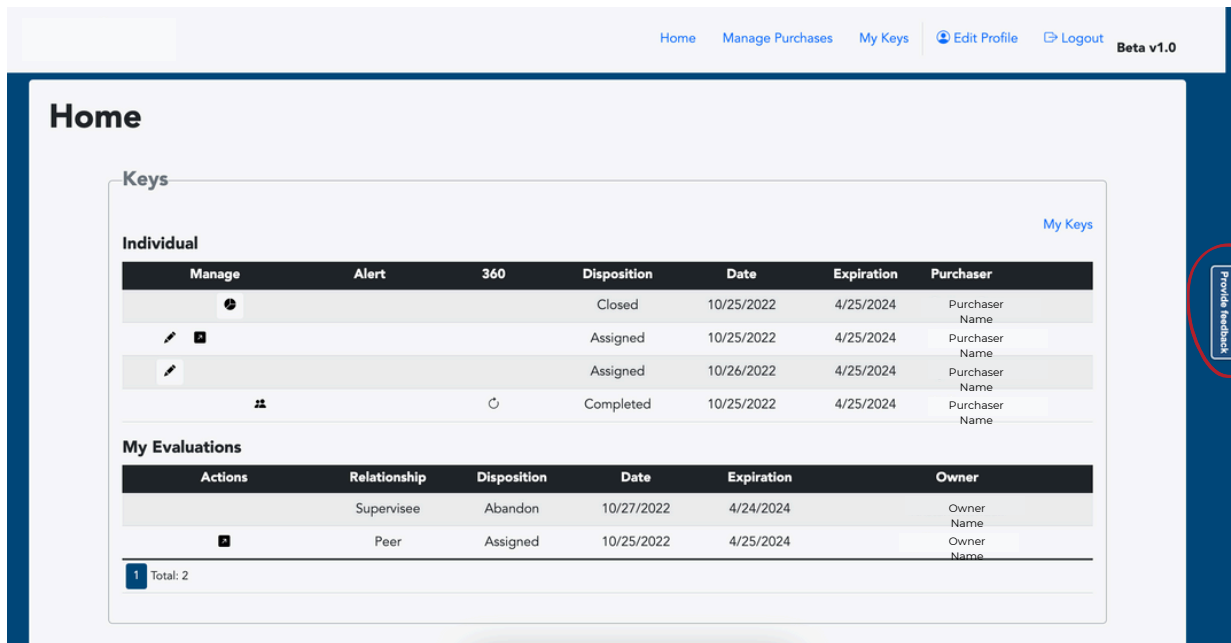 Home Manage Purchases My Keys Edit Profile Logout Beta v1.0
Home
Keys
My Keys
Individual
Manage Alert 360 Disposition Date Expiration Purchaser
Closed 10/25/2022 4/25/2024 Purchaser Name
Assigned 10/25/2022 4/25/2024 Purchaser Name
Assigned 10/26/2022 4/25/2024 Purchaser Name
Completed 10/25/2022 4/25/2024 Purchaser Name
My Evaluations
Actions Relationship Disposition Date Expiration Owner
Supervisee Abandon 10/27/2022 4/24/2024 Owner Name
Peer Assigned 10/25/2022 4/25/2024 Owner Name
1 Total: 2
Provide feedback